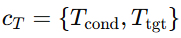 c_T = {T_cond, T_tgt}